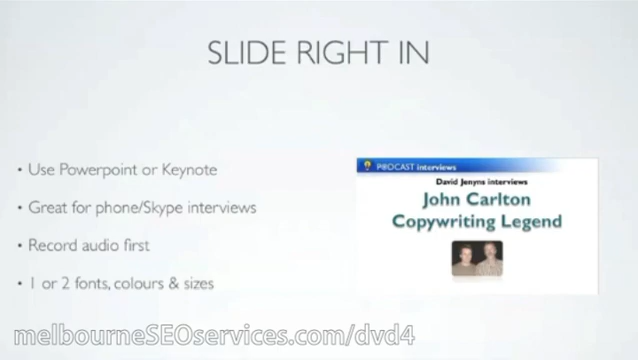 SLIDE RIGHT IN
• Use Powerpoint or Keynote
• Great for phone/Skype interviews
• Record audio first
• 1 or 2 fonts, colours & sizes
PROCAST interviews
David Jenyns interviews
John Carlton
Copywriting Legend
melbourneSEOservices.com/dvd4